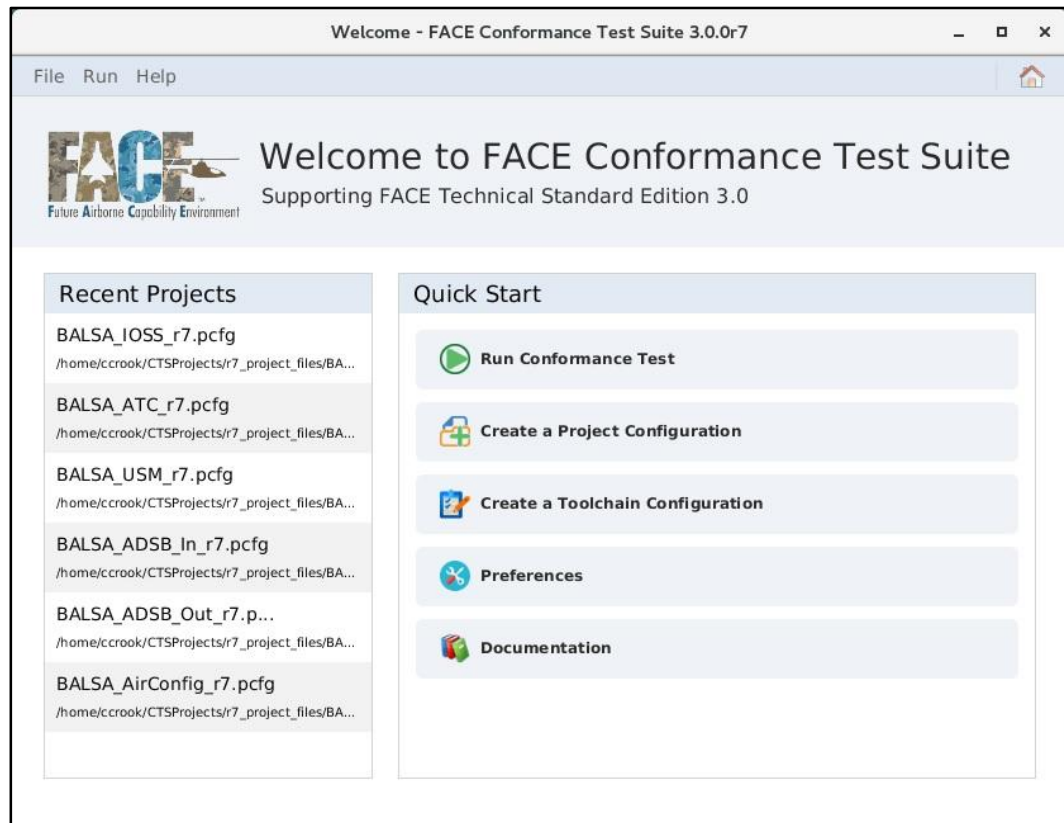 Welcome - FACE Conformance Test Suite 3.0.0r7
File Run Help
FACE
Future Airborne Capability Environment
Welcome to FACE Conformance Test Suite
Supporting FACE Technical Standard Edition 3.0
Recent Projects
BALSA_IOSS_r7.pcfg
/home/ccrook/CTSProjects/r7_project_files/BA...
BALSA_ATC_r7.pcfg
/home/ccrook/CTSProjects/r7_project_files/BA...
BALSA_USM_r7.pcfg
/home/ccrook/CTSProjects/r7_project_files/BA...
BALSA_ADSB_In_r7.pcfg
/home/ccrook/CTSProjects/r7_project_files/BA...
BALSA_ADSB_Out_r7.p...
/home/ccrook/CTSProjects/r7_project_files/BA...
BALSA_AirConfig_r7.pcfg
/home/ccrook/CTSProjects/r7_project_files/BA...
Quick Start
Run Conformance Test
Create a Project Configuration
Create a Toolchain Configuration
Preferences
Documentation